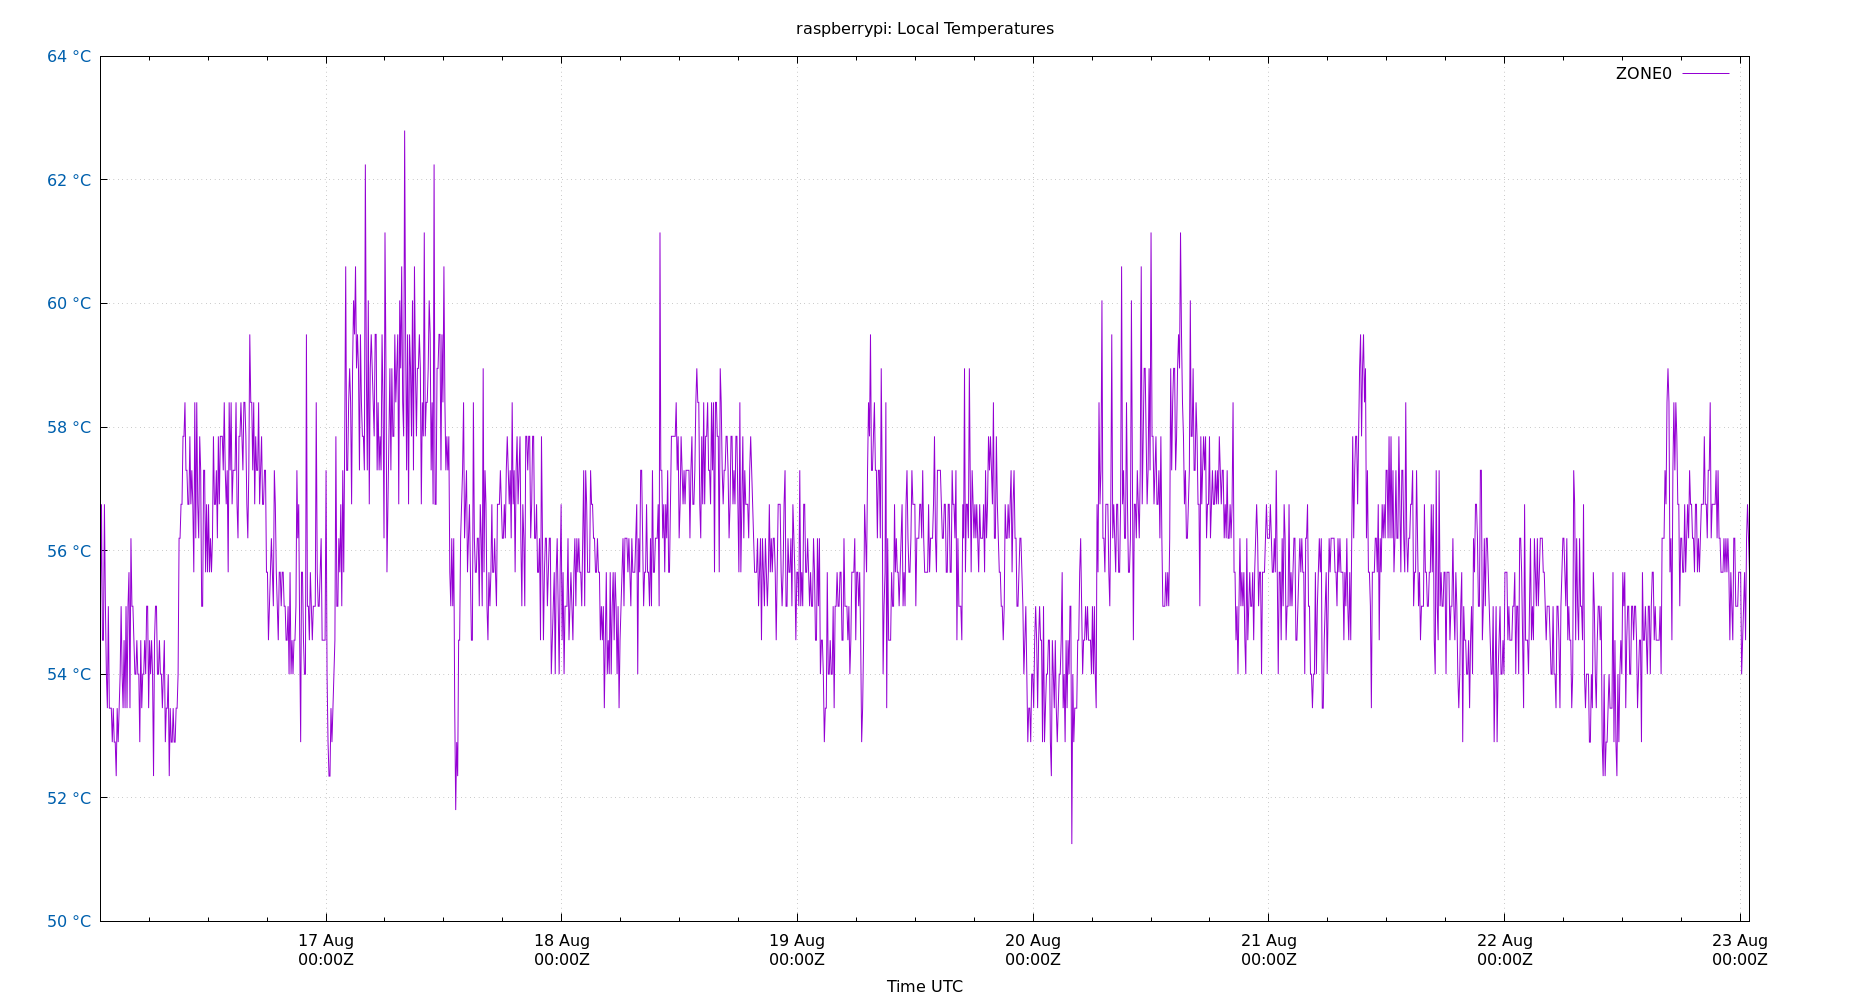 raspberrypi: Local Temperatures
64 °C
ZONE0
62 °C
60 °C
58 °C
56 °C
54 °C
52 °C
50 °C
17 Aug 18 Aug 19 Aug 20 Aug 21 Aug 22 Aug 23 Aug
00:00Z 00:00Z 00:00Z 00:00Z 00:00Z 00:00Z 00:00Z
Time UTC